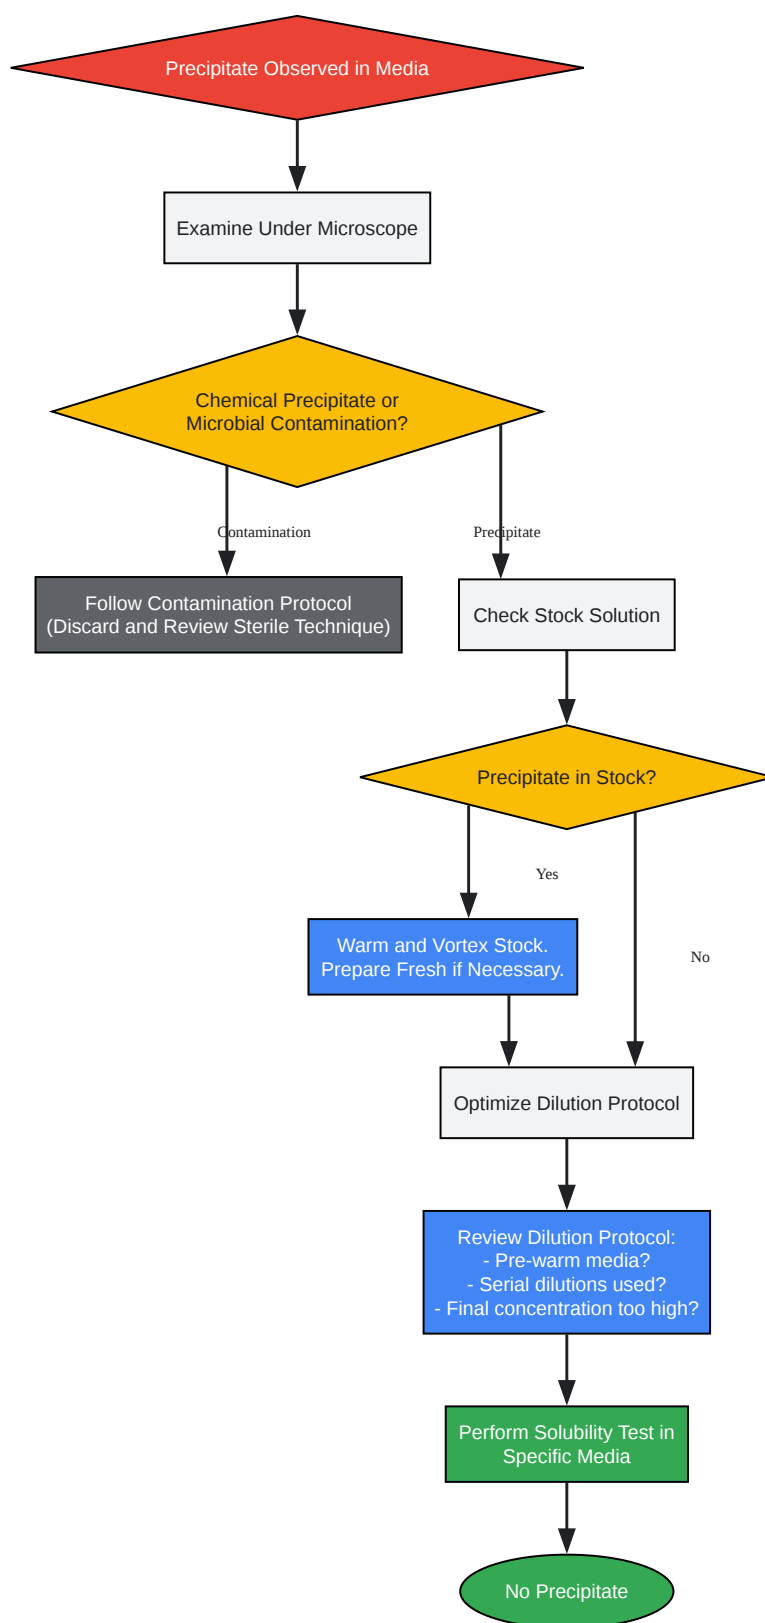 Precipitate Observed in Media
Examine Under Microscope
Chemical Precipitate or
Microbial Contamination?
Contamination
Precipitate
Follow Contamination Protocol
(Discard and Review Sterile Technique)
Check Stock Solution
Precipitate in Stock?
Yes
Warm and Vortex Stock.
Prepare Fresh if Necessary.
No
Optimize Dilution Protocol
Review Dilution Protocol:
- Pre-warm media?
- Serial dilutions used?
- Final concentration too high?
Perform Solubility Test in
Specific Media
No Precipitate